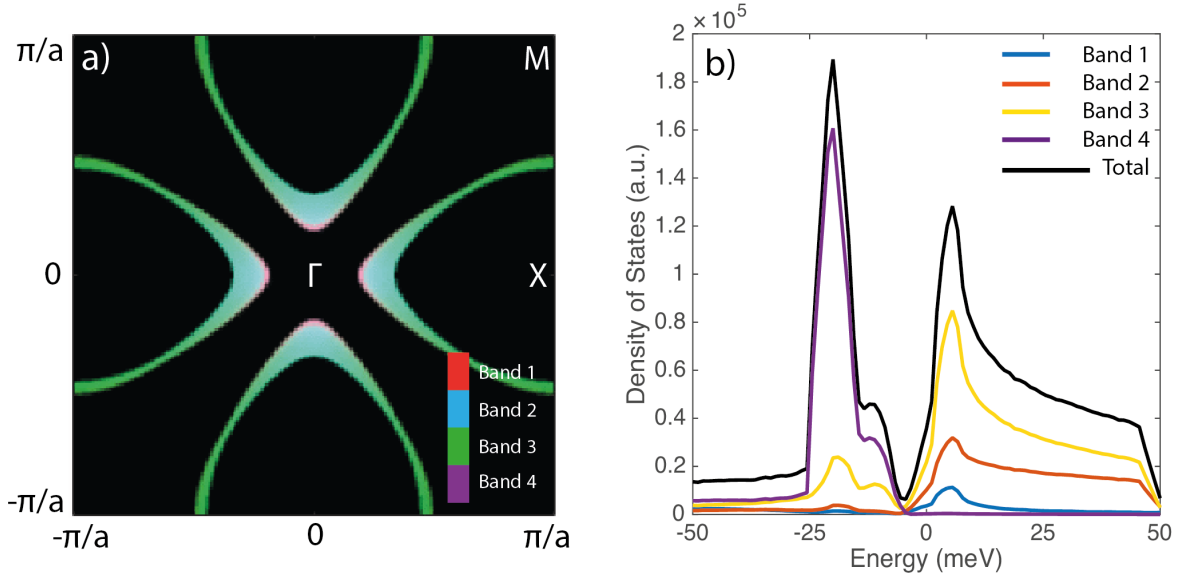 a)
π/a
0
-π/a
-π/a
0
π/a
M
Γ
X
Band 1
Band 2
Band 3
Band 4
b)
2 × 10⁵
1.8
1.6
1.4
1.2
1
0.8
0.6
0.4
0.2
0
Density of States (a.u.)
-50
-25
0
25
50
Energy (meV)
Band 1
Band 2
Band 3
Band 4
Total